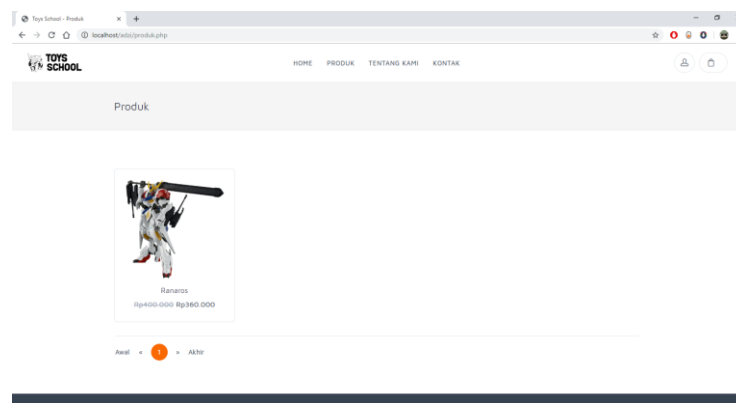 Toys School - Produk
localhost/adzi/produk.php
TOYS
SCHOOL
HOME PRODUK TENTANG KAMI KONTAK
Produk
Ranaros
Rp400.000 Rp360.000
Awal « 1 » Akhir